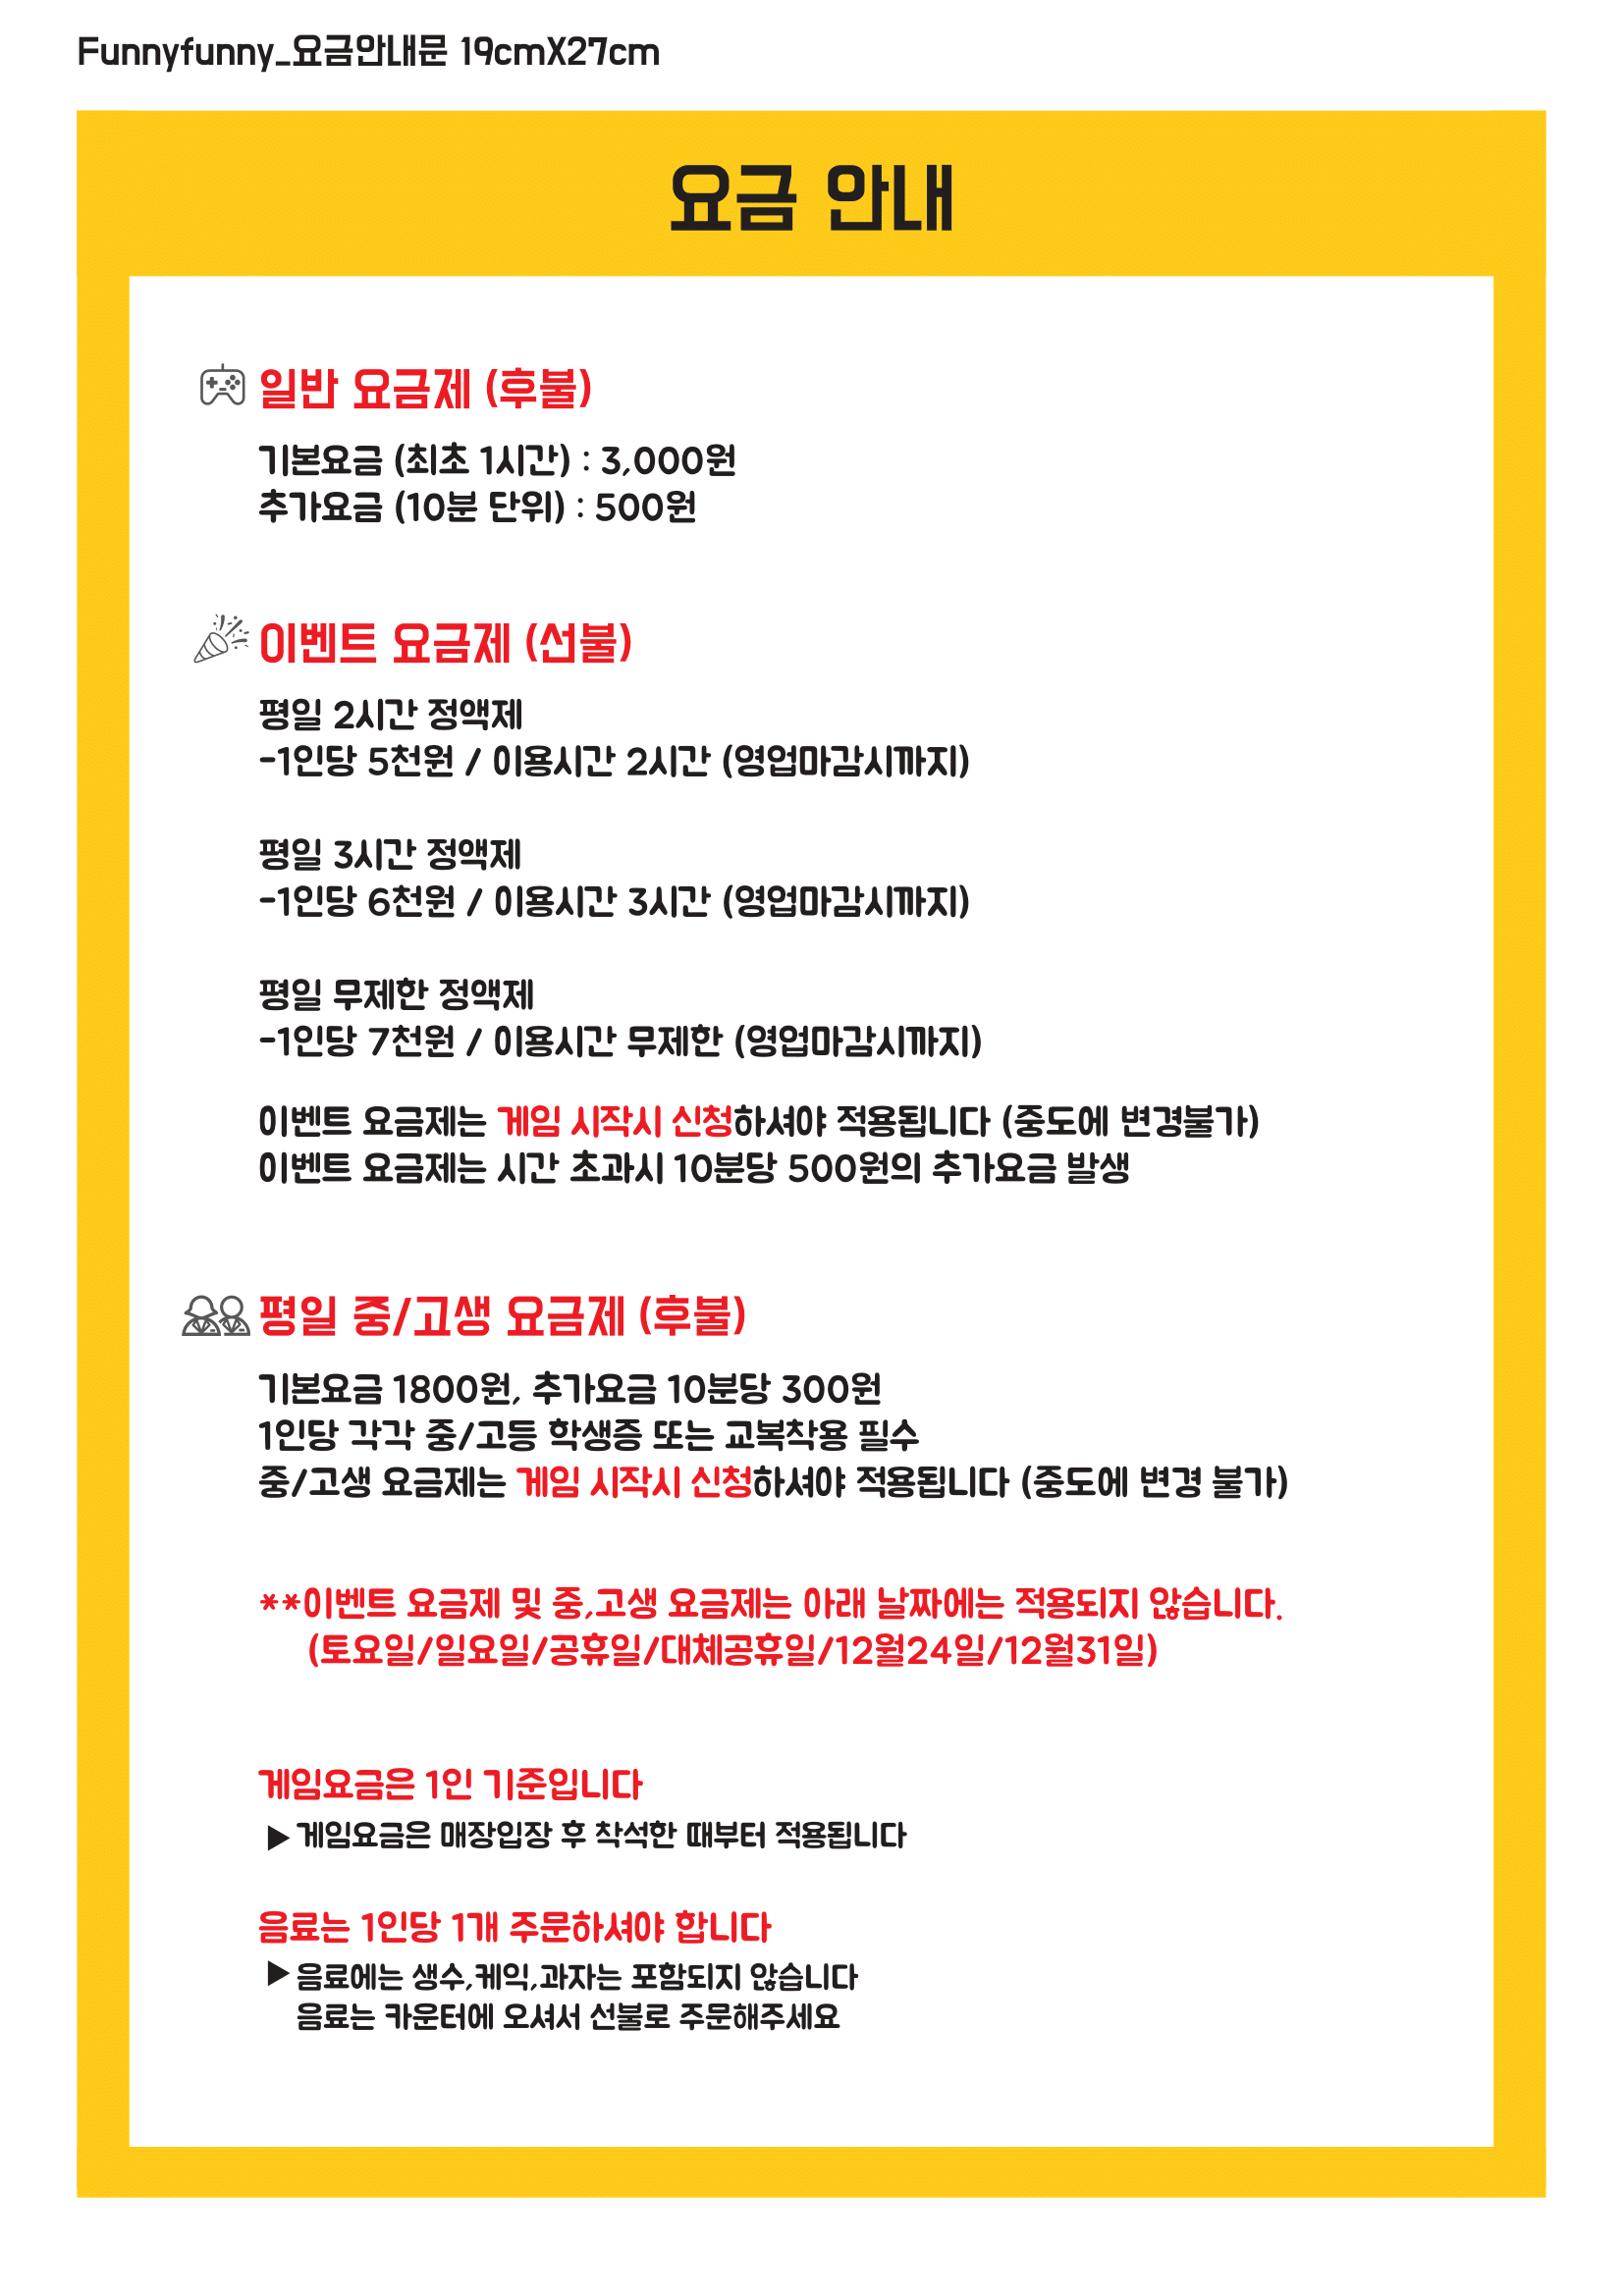 Funnyfunny_요금안내문 19cmX27cm
요금 안내
일반 요금제 (후불)
기본요금 (최초 1시간) : 3,000원
추가요금 (10분 단위) : 500원
이벤트 요금제 (선불)
평일 2시간 정액제
-1인당 5천원 / 이용시간 2시간 (영업마감시까지)
평일 3시간 정액제
-1인당 6천원 / 이용시간 3시간 (영업마감시까지)
평일 무제한 정액제
-1인당 7천원 / 이용시간 무제한 (영업마감시까지)
이벤트 요금제는 게임 시작시 신청하셔야 적용됩니다 (중도에 변경불가)
이벤트 요금제는 시간 초과시 10분당 500원의 추가요금 발생
평일 중/고생 요금제 (후불)
기본요금 1800원, 추가요금 10분당 300원
1인당 각각 중/고등 학생증 또는 교복착용 필수
중/고생 요금제는 게임 시작시 신청하셔야 적용됩니다 (중도에 변경 불가)
**이벤트 요금제 및 중,고생 요금제는 아래 날짜에는 적용되지 않습니다.
(토요일/일요일/공휴일/대체공휴일/12월24일/12월31일)
게임요금은 1인 기준입니다
▶게임요금은 매장입장 후 착석한 때부터 적용됩니다
음료는 1인당 1개 주문하셔야 합니다
▶음료에는 생수,케익,과자는 포함되지 않습니다
음료는 카운터에 오셔서 선불로 주문해주세요